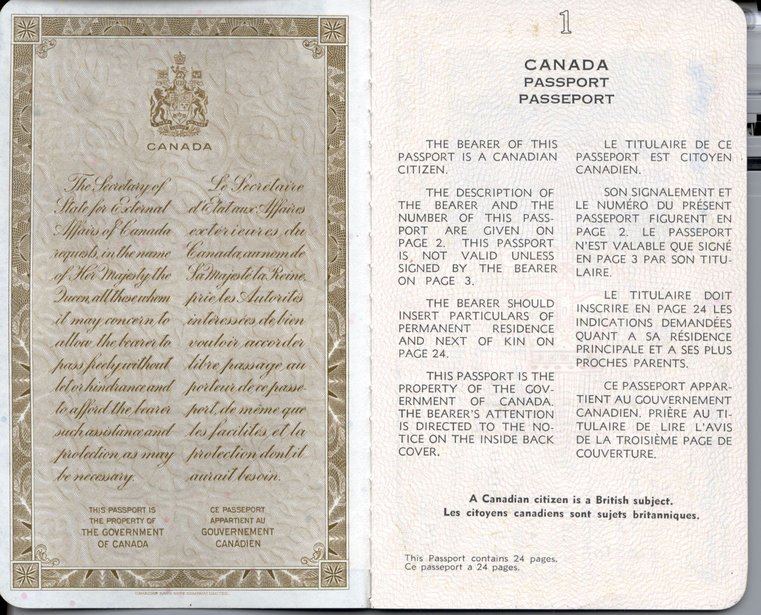 CANADA
The Secretary of
State for External
Affairs of Canada
requests, in the name
of Her Majesty the
Queen, all those whom
it may concern to
allow the bearer to
pass freely without
let or hindrance and
to afford the bearer
such assistance and
protection, as may
be necessary.
Le Secrétaire
d'État aux Affaires
extérieures du
Canada, au nom de
Sa Majesté la Reine,
prie les Autorités
intéressées de bien
vouloir accorder
libre passage au
porteur de ce passe-
port, de même que
les facilités et la
protection dont il
aurait besoin.
THIS PASSPORT IS
THE PROPERTY OF
THE GOVERNMENT
OF CANADA
CE PASSEPORT
APPARTIENT AU
GOUVERNEMENT
CANADIEN
CANADIAN BANK NOTE COMPANY LIMITED
1
CANADA
PASSPORT
PASSEPORT
THE BEARER OF THIS
PASSPORT IS A CANADIAN
CITIZEN.
THE DESCRIPTION OF
THE BEARER AND THE
NUMBER OF THIS PASS-
PORT ARE GIVEN ON
PAGE 2. THIS PASSPORT
IS NOT VALID UNLESS
SIGNED BY THE BEARER
ON PAGE 3.
THE BEARER SHOULD
INSERT PARTICULARS OF
PERMANENT RESIDENCE
AND NEXT OF KIN ON
PAGE 24.
THIS PASSPORT IS THE
PROPERTY OF THE GOV-
ERNMENT OF CANADA.
THE BEARER'S ATTENTION
IS DIRECTED TO THE NO-
TICE ON THE INSIDE BACK
COVER.
LE TITULAIRE DE CE
PASSEPORT EST CITOYEN
CANADIEN.
SON SIGNALEMENT ET
LE NUMÉRO DU PRÉSENT
PASSEPORT FIGURENT EN
PAGE 2. LE PASSEPORT
N'EST VALABLE QUE SIGNÉ
EN PAGE 3 PAR SON TITU-
LAIRE.
LE TITULAIRE DOIT
INSCRIRE EN PAGE 24 LES
INDICATIONS DEMANDÉES
QUANT A SA RÉSIDENCE
PRINCIPALE ET A SES PLUS
PROCHES PARENTS.
CE PASSEPORT APPAR-
TIENT AU GOUVERNEMENT
CANADIEN. PRIÈRE AU TI-
TULAIRE DE LIRE L'AVIS
DE LA TROISIÈME PAGE DE
COUVERTURE.
A Canadian citizen is a British subject.
Les citoyens canadiens sont sujets britanniques.
This Passport contains 24 pages.
Ce passeport a 24 pages.